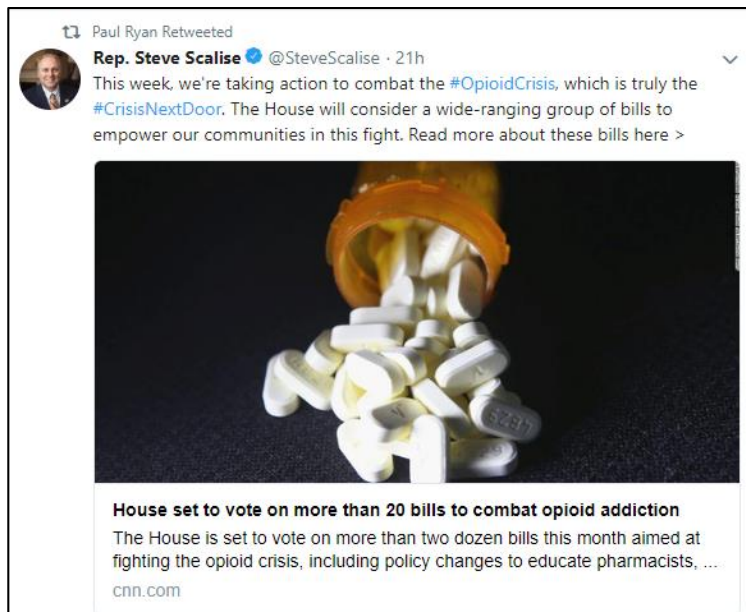 Paul Ryan Retweeted
Rep. Steve Scalise @SteveScalise · 21h
This week, we're taking action to combat the #OpioidCrisis, which is truly the
#CrisisNextDoor. The House will consider a wide-ranging group of bills to
empower our communities in this fight. Read more about these bills here >
House set to vote on more than 20 bills to combat opioid addiction
The House is set to vote on more than two dozen bills this month aimed at
fighting the opioid crisis, including policy changes to educate pharmacists, ...
cnn.com